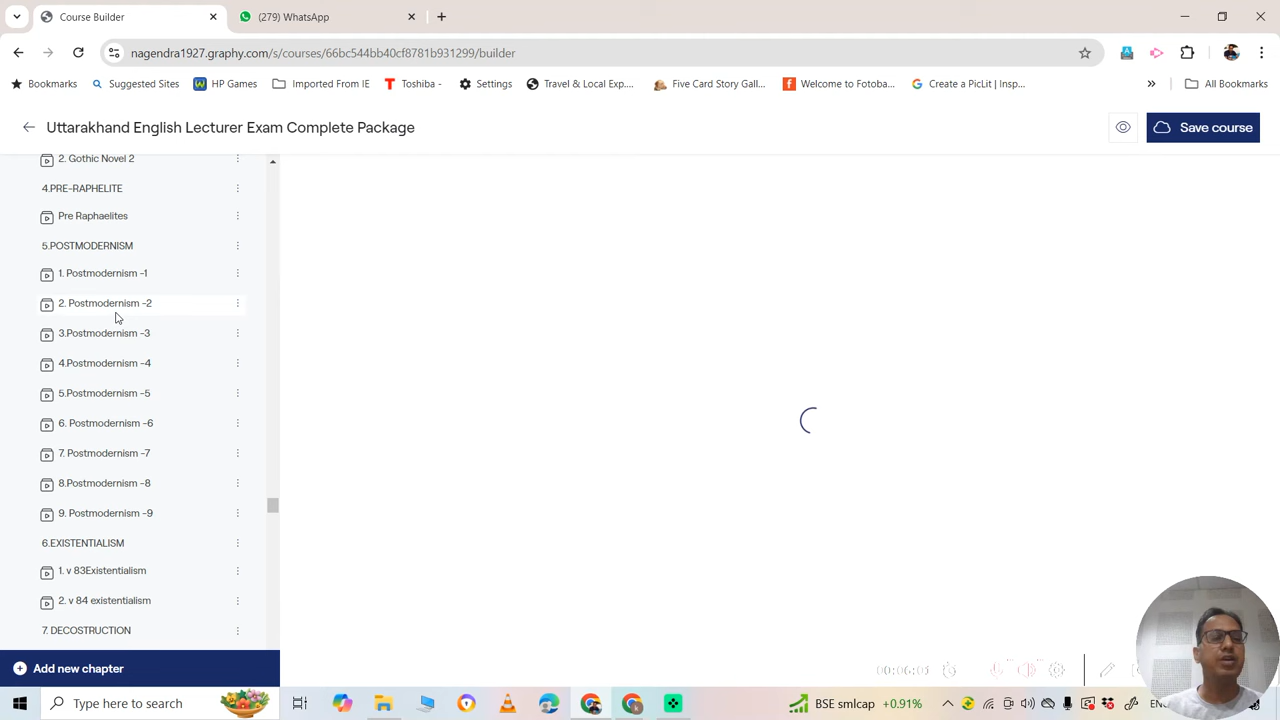 Course Builder
(279) WhatsApp
nagendra1927.graphy.com/s/courses/66bc544bb40cf8781b931299/builder
Bookmarks
Suggested Sites
HP Games
Imported From IE
Toshiba -
Settings
Travel & Local Exp...
Five Card Story Gall...
Welcome to Fotoba...
Create a PicLit | Insp...
»
All Bookmarks
Uttarakhand English Lecturer Exam Complete Package
Save course
2. Gothic Novel 2
4.PRE-RAPHELITE
Pre Raphaelites
5.POSTMODERNISM
1. Postmodernism -1
2. Postmodernism -2
3.Postmodernism -3
4.Postmodernism -4
5.Postmodernism -5
6. Postmodernism -6
7. Postmodernism -7
8.Postmodernism -8
9. Postmodernism -9
6.EXISTENTIALISM
1. v 83Existentialism
2. v 84 existentialism
7. DECOSTRUCTION
Add new chapter
Type here to search
BSE smlcap
+0.91%